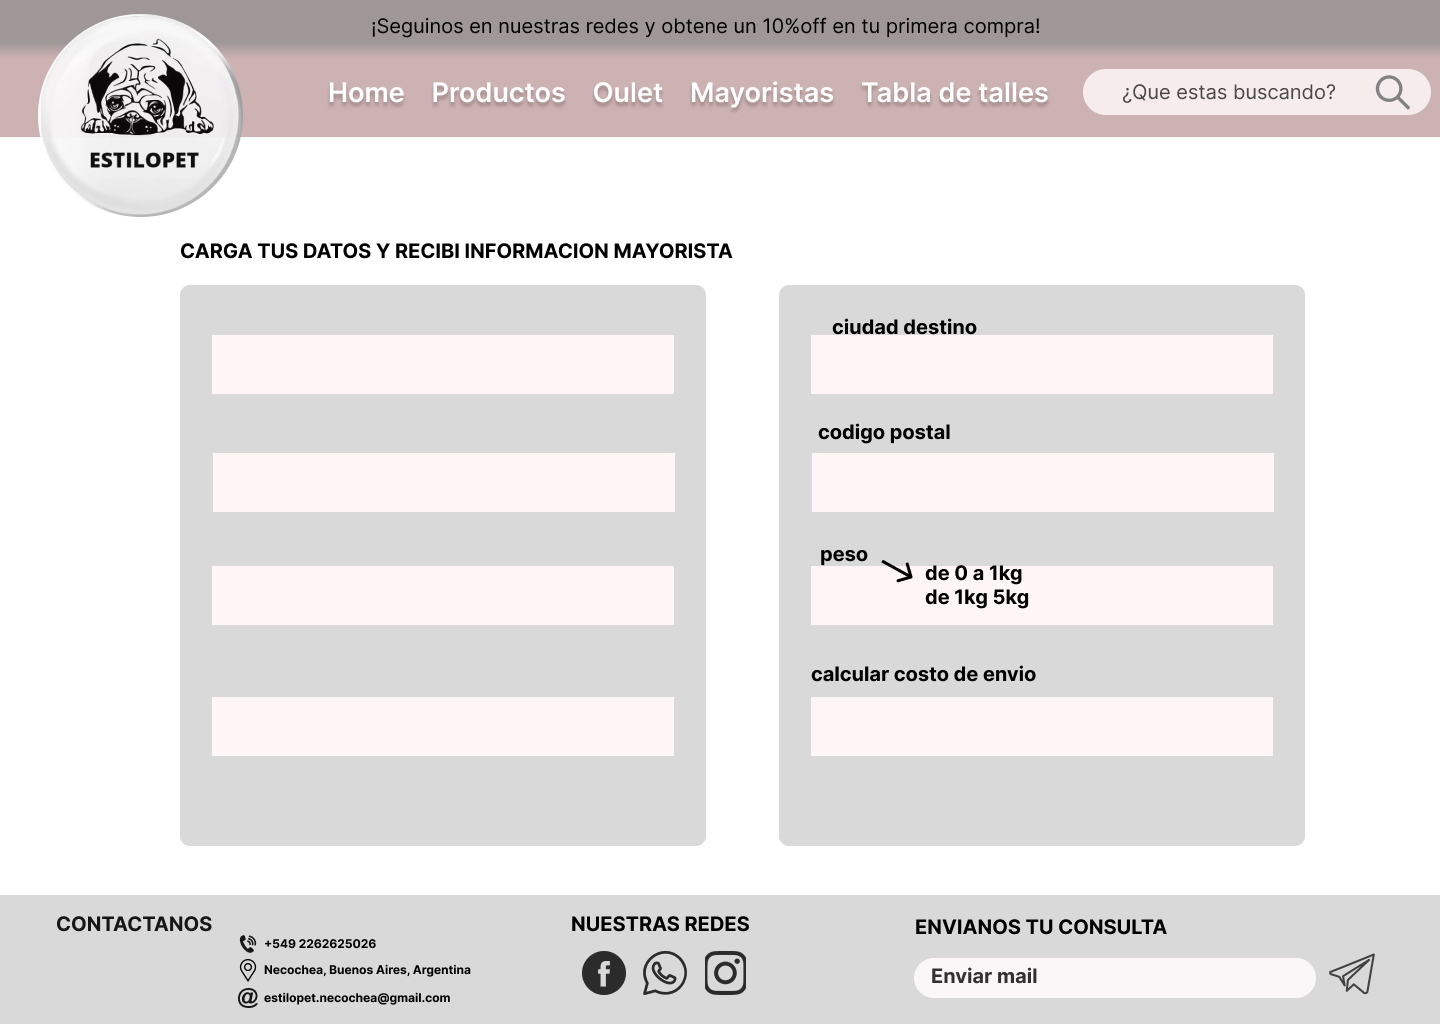 ¡Seguinos en nuestras redes y obtene un 10%off en tu primera compra!
Home Productos Oulet Mayoristas Tabla de talles ¿Que estas buscando?
ESTILOPET
CARGA TUS DATOS Y RECIBI INFORMACION MAYORISTA
ciudad destino
codigo postal
peso
de 0 a 1kg
de 1kg 5kg
calcular costo de envio
CONTACTANOS
+549 2262625026
Necochea, Buenos Aires, Argentina
estilopet.necochea@gmail.com
NUESTRAS REDES
ENVIANOS TU CONSULTA
Enviar mail